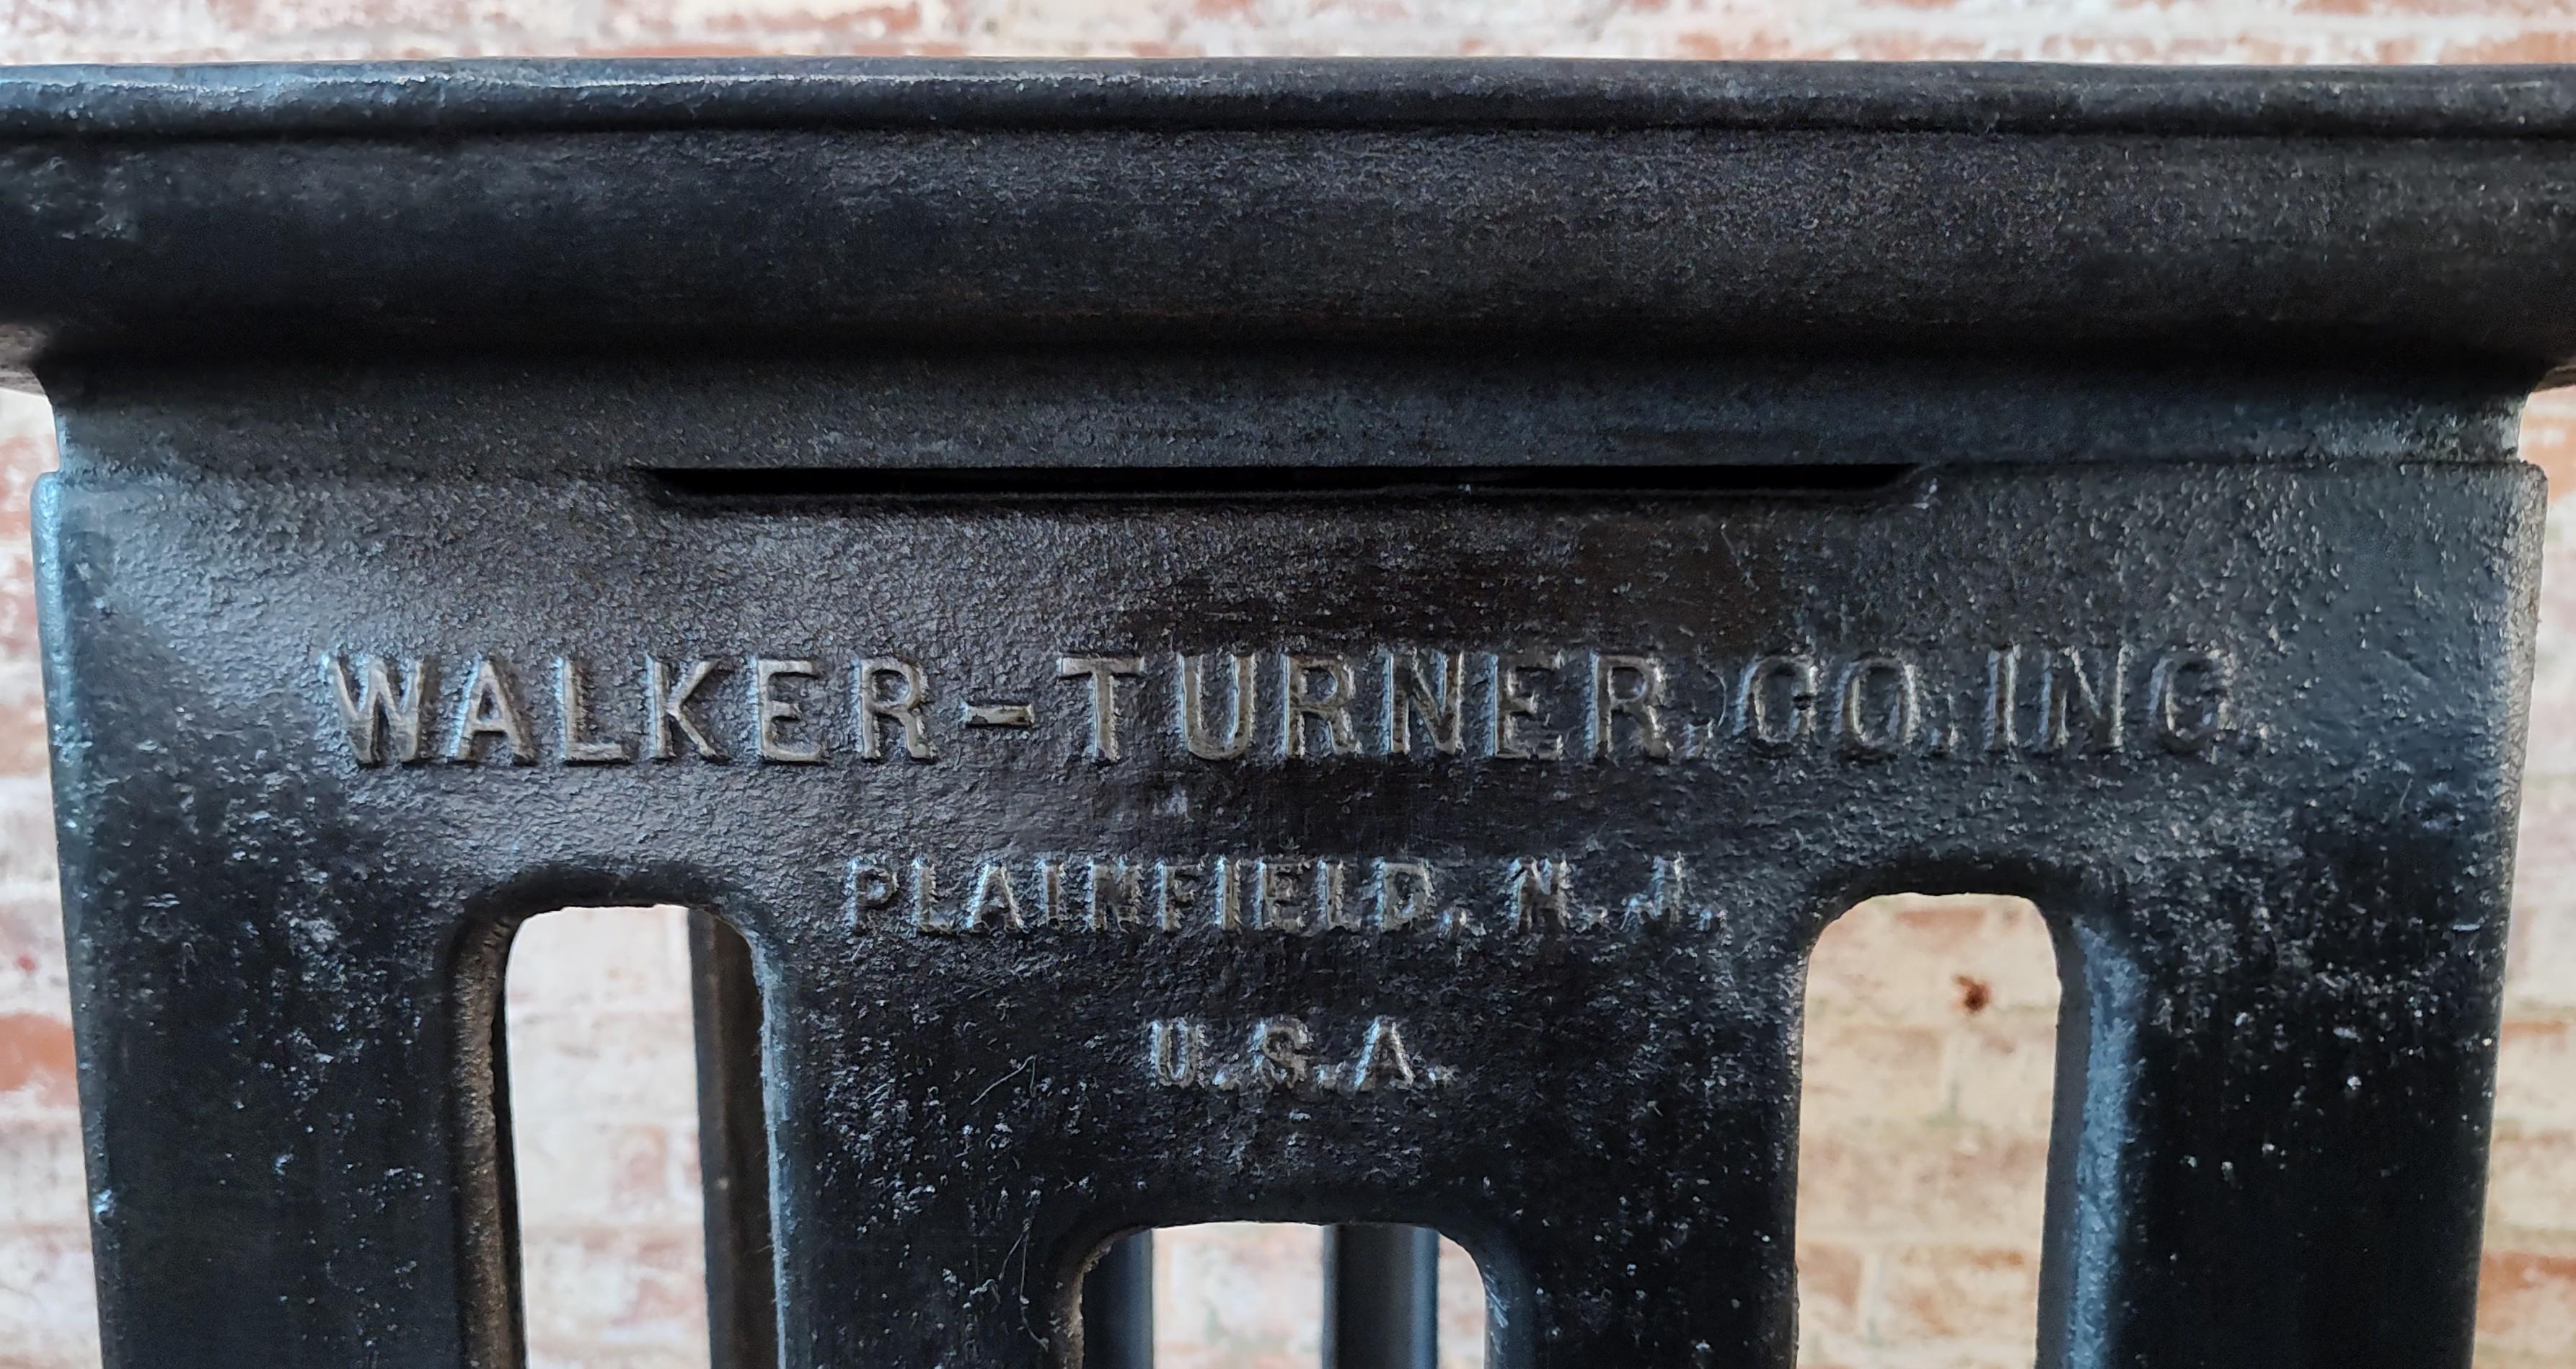 WALKER-TURNER.CO.INC.
PLAINFIELD, N.J.
U.S.A.